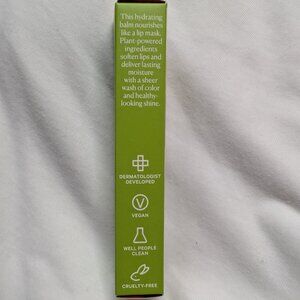 This hydrating
balm nourishes
like a lip mask.
Plant-powered
ingredients
soften lips and
deliver lasting
moisture
with a sheer
wash of color
and healthy-
looking shine.
DERMATOLOGIST
DEVELOPED
V
VEGAN
WELL PEOPLE
CLEAN
CRUELTY-FREE